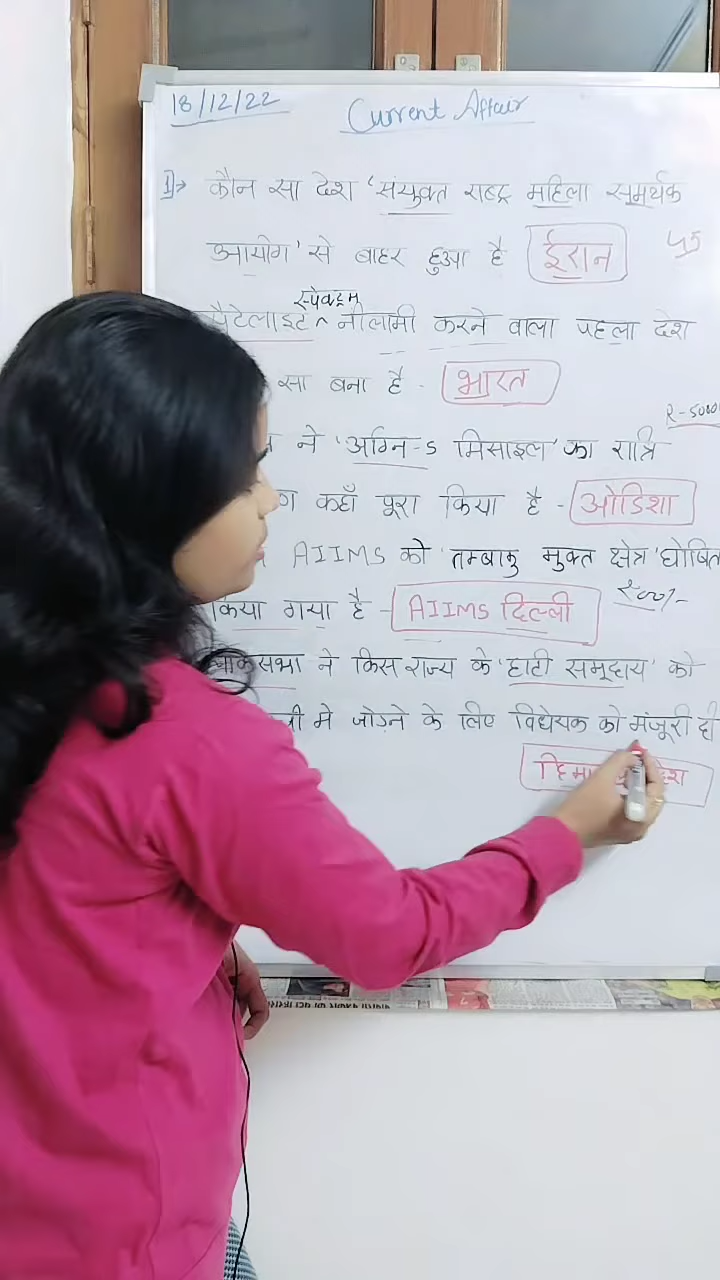 18/12/22 Current Affair
1)→ कौन सा देश 'संयुक्त राष्ट्र महिला समर्थक
आयोग' से बाहर हुआ है ईरान 45
स्पेक्ट्रम
सैटेलाइट ^ नीलामी करने वाला पहला देश
सा बना है - भारत
R-5000
ने 'अग्नि-5 मिसाइल' का रात्रि
कहाँ पूरा किया है - ओडिशा
AIIMS को 'तम्बाकु मुक्त क्षेत्र' घोषित
किया गया है - AIIMS दिल्ली ₹200/-
लोकसभा ने किस राज्य के 'हाटी समूदाय' को
मे जोड़ने के लिए विधेयक को मंजूरी दी